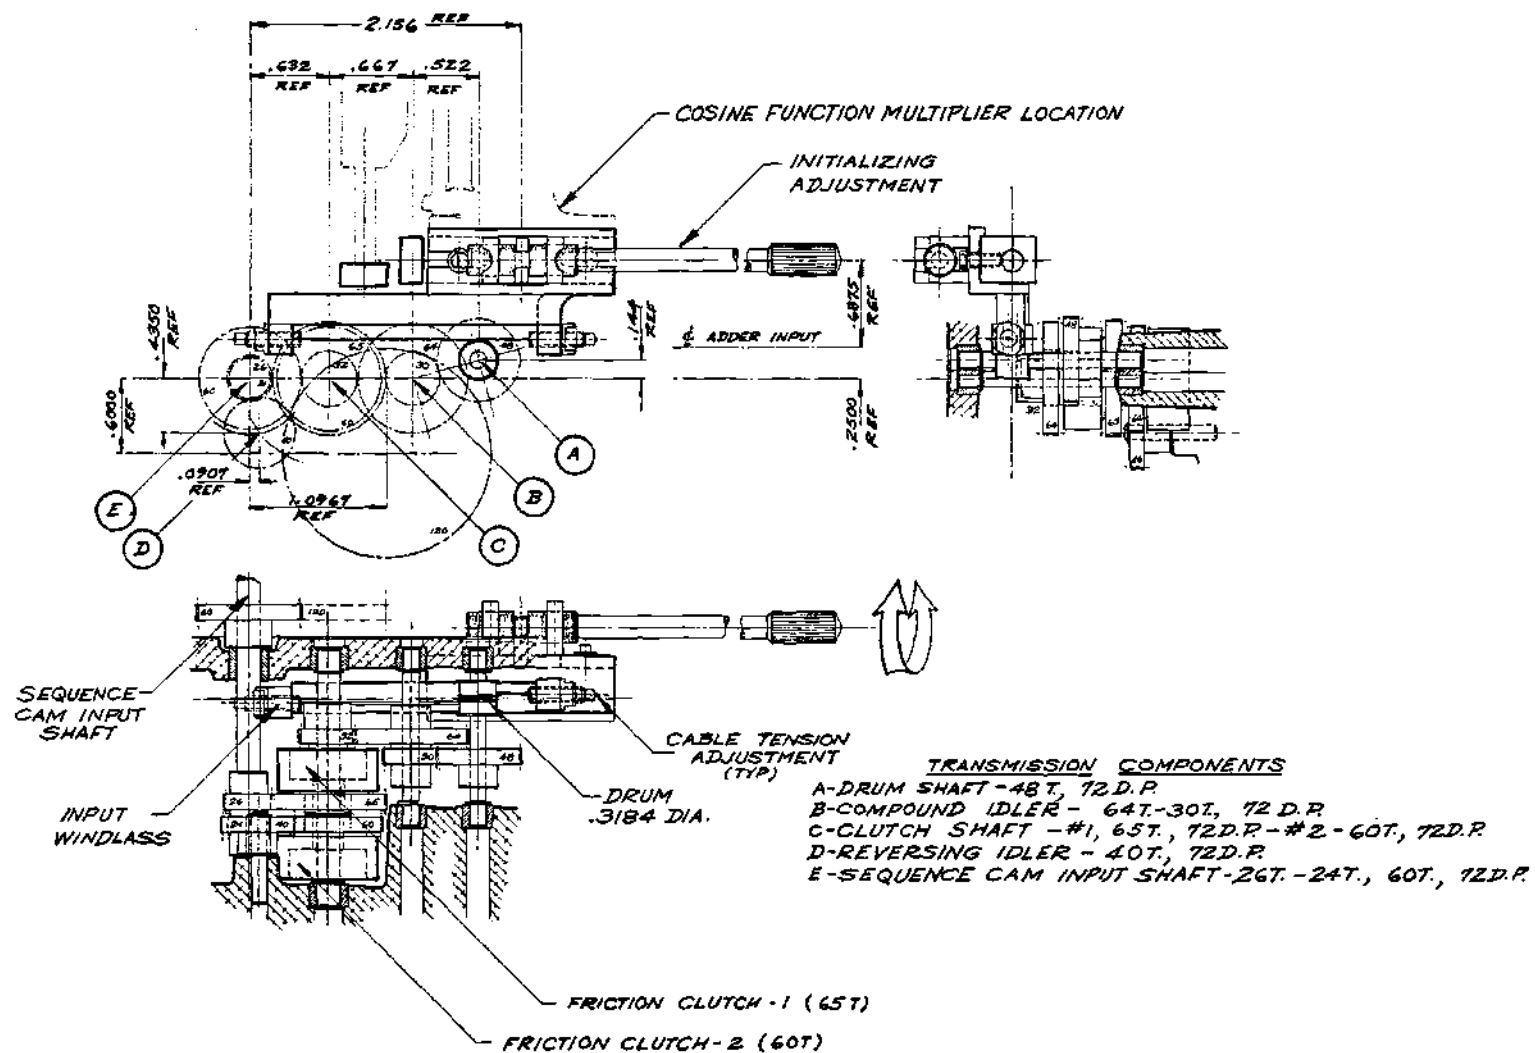 2.156 REF
.632 REF
.667 REF
.522 REF
COSINE FUNCTION MULTIPLIER LOCATION
INITIALIZING
ADJUSTMENT
.4350 REF
.6000 REF
.144 REF
.6875 REF
.2500 REF
¢ ADDER INPUT
.0907
REF
1.0967
REF
A
B
C
D
E
120
SEQUENCE
CAM INPUT
SHAFT
INPUT
WINDLASS
CABLE TENSION
ADJUSTMENT
(TYP)
DRUM
.3184 DIA.
TRANSMISSION COMPONENTS
A-DRUM SHAFT-48T, 72D.P.
B-COMPOUND IDLER - 64T.-30T., 72 D.P.
C-CLUTCH SHAFT -#1, 65T., 72D.P.-#2-60T., 72D.P.
D-REVERSING IDLER - 40T., 72D.P.
E-SEQUENCE CAM INPUT SHAFT-26T.-24T., 60T., 72D.P.
FRICTION CLUTCH-1 (65T)
FRICTION CLUTCH-2 (60T)